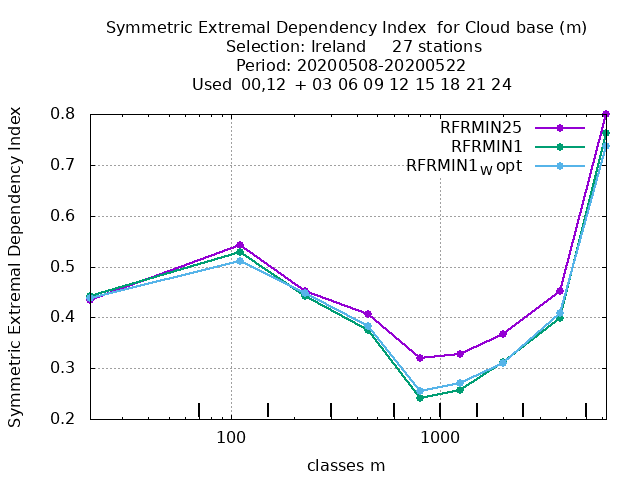 Symmetric Extremal Dependency Index for Cloud base (m)
Selection: Ireland 27 stations
Period: 20200508-20200522
Used 00,12 + 03 06 09 12 15 18 21 24
Symmetric Extremal Dependency Index
0.8
0.7
0.6
0.5
0.4
0.3
0.2
RFRMIN25
RFRMIN1
RFRMIN1W opt
100
1000
classes m